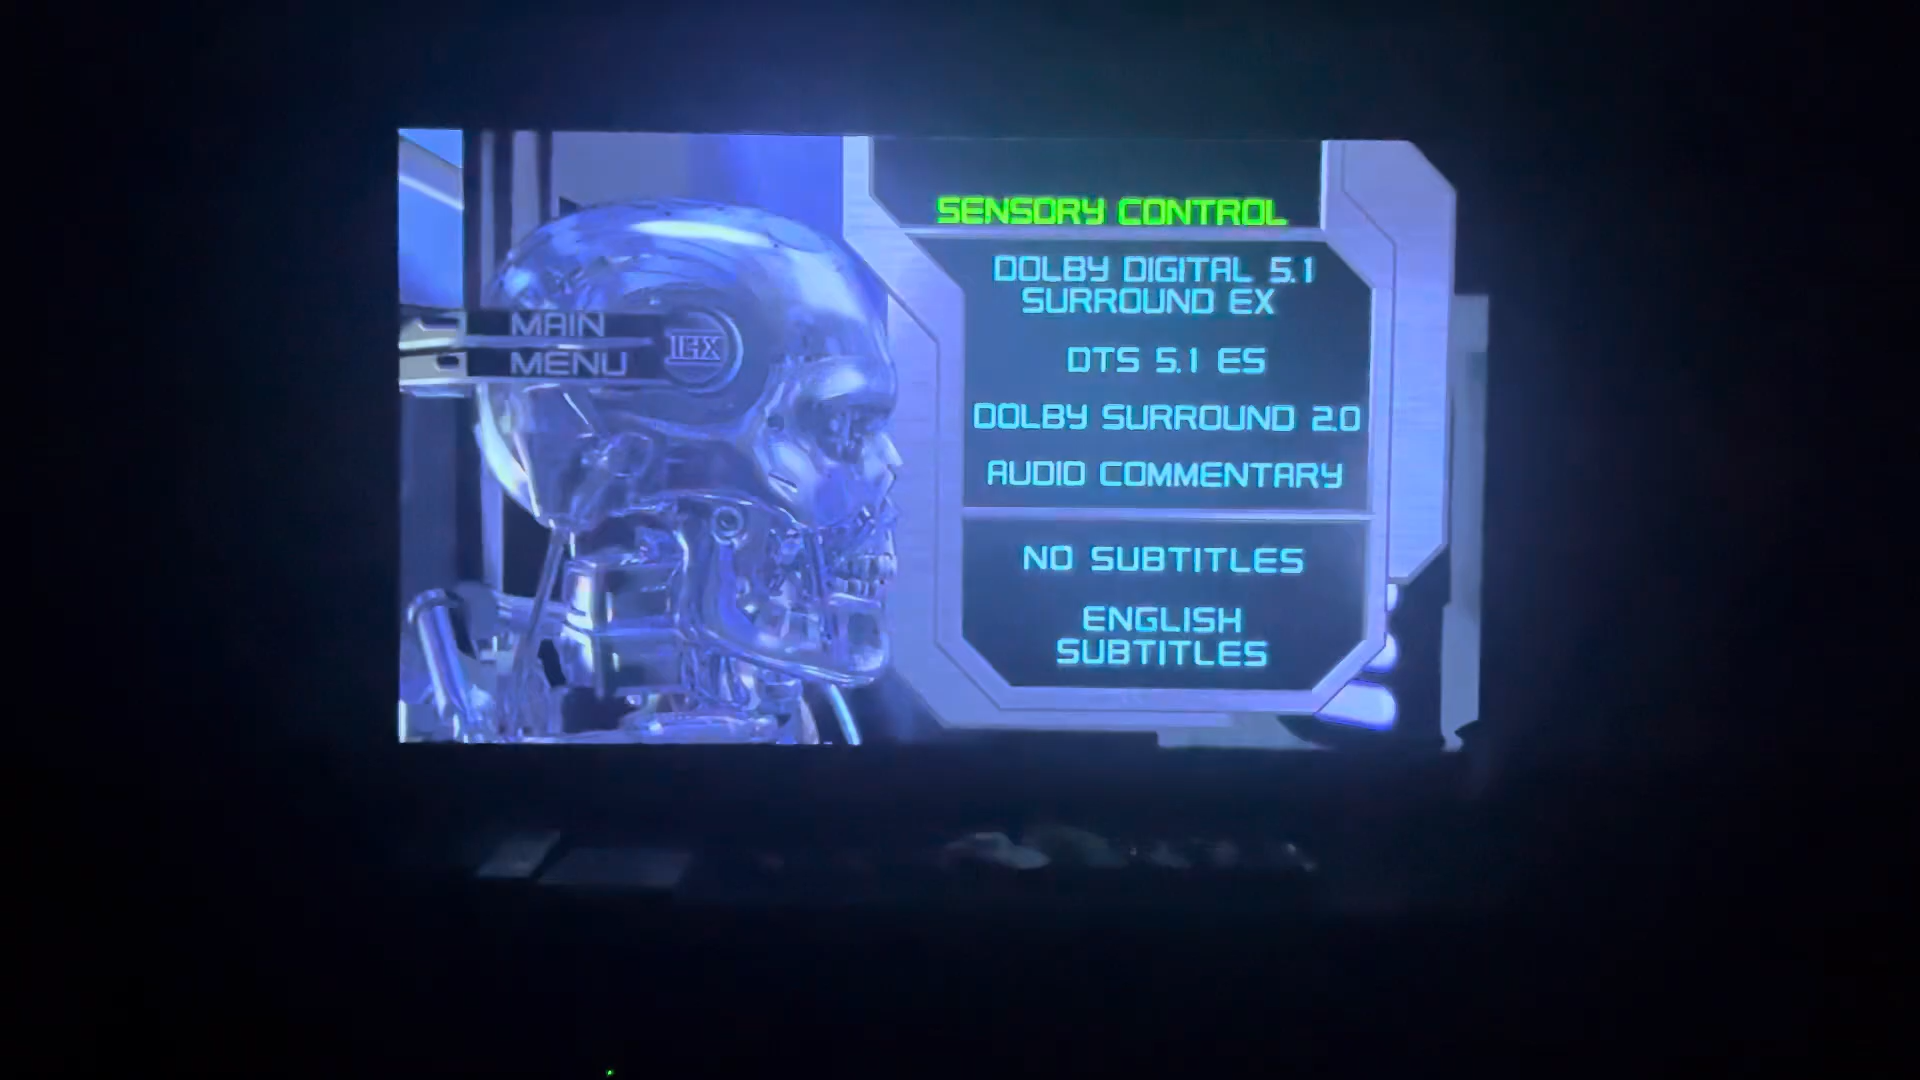 SENSORY CONTROL
DOLBY DIGITAL 5.1
SURROUND EX
DTS 5.1 ES
DOLBY SURROUND 2.0
AUDIO COMMENTARY
NO SUBTITLES
ENGLISH
SUBTITLES
MAIN
MENU
THX